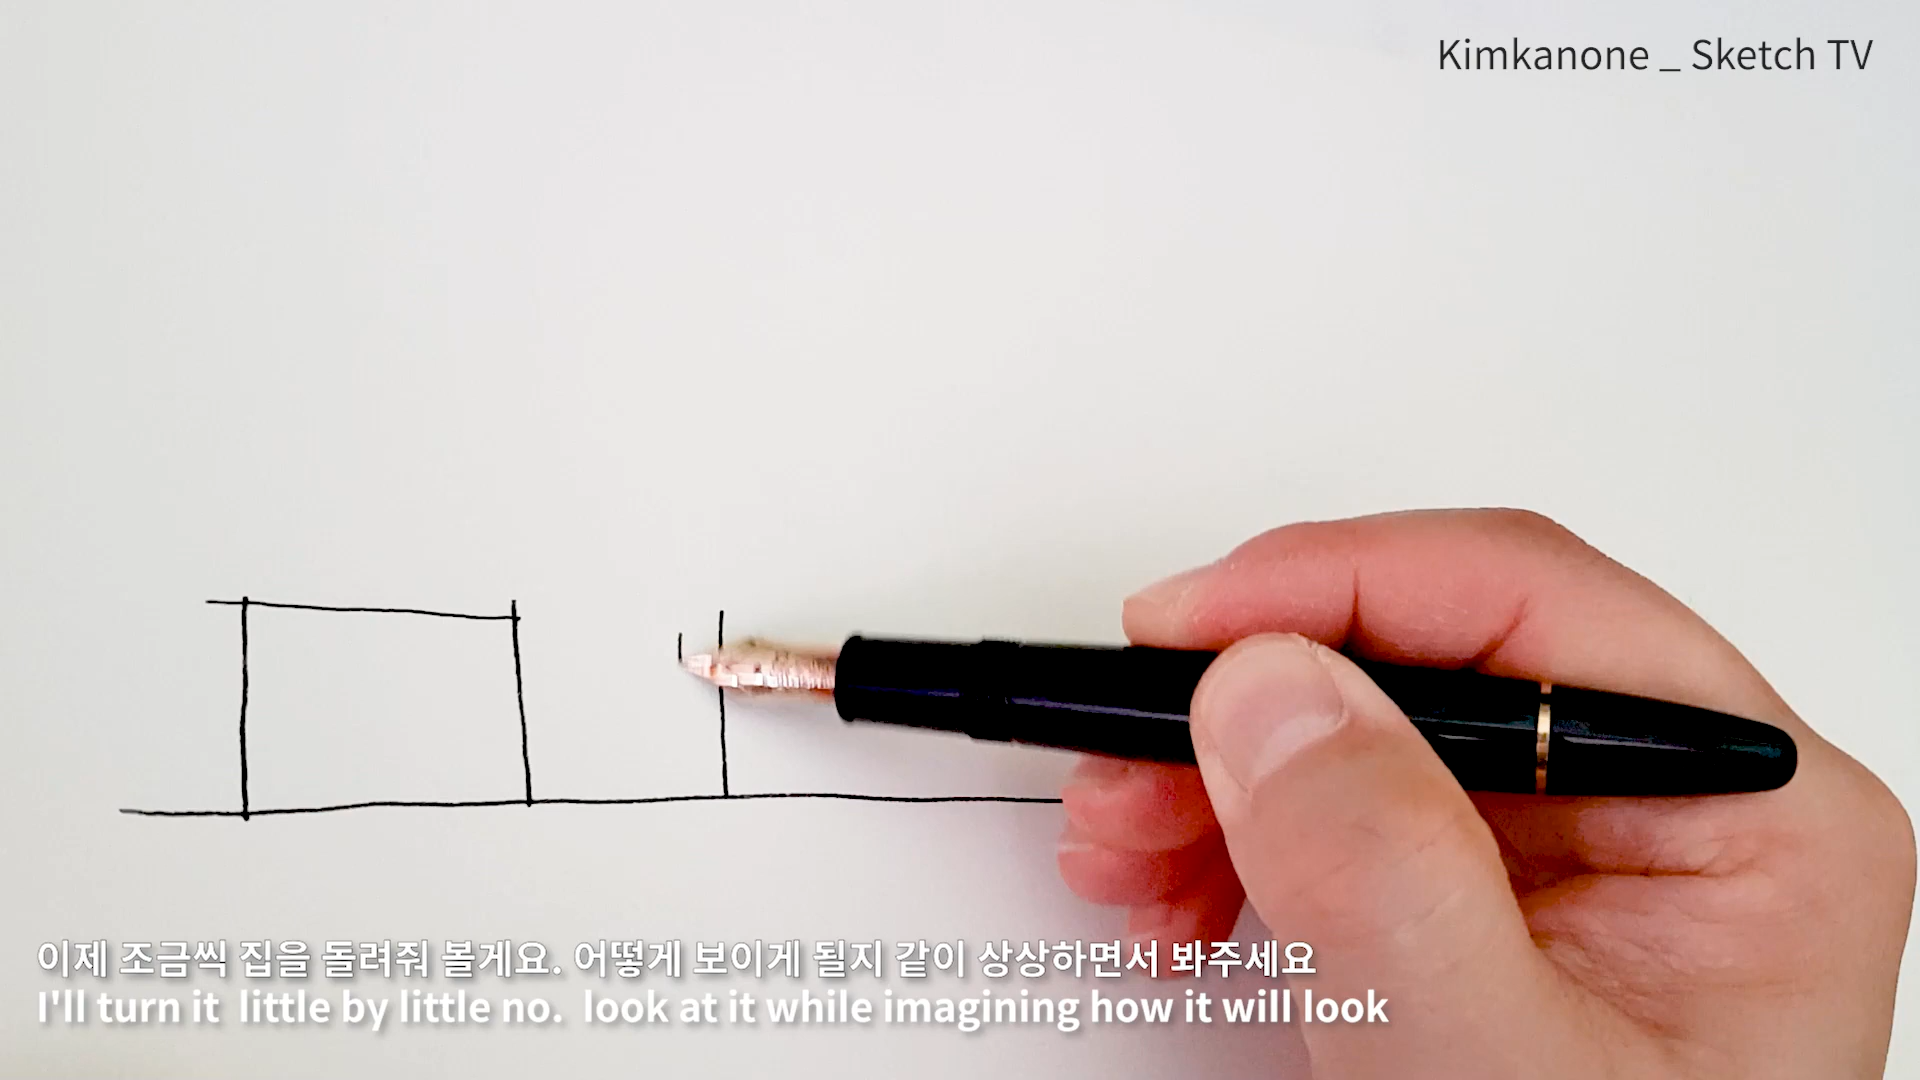 Kimkanone _ Sketch TV
이제 조금씩 집을 돌려줘 볼게요. 어떻게 보이게 될지 같이 상상하면서 봐주세요
I'll turn it  little by little no.  look at it while imagining how it will look